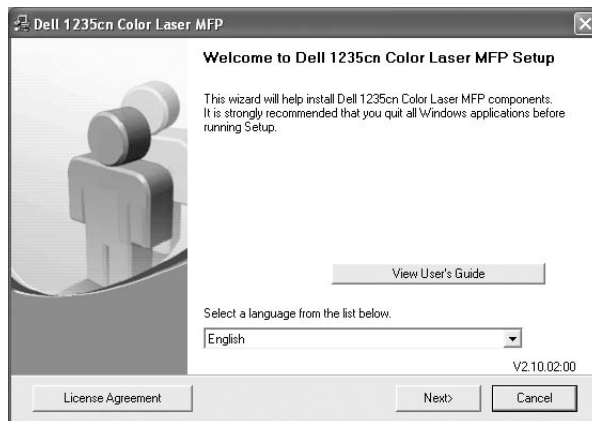 Dell 1235cn Color Laser MFP
Welcome to Dell 1235cn Color Laser MFP Setup
This wizard will help install Dell 1235cn Color Laser MFP components.
It is strongly recommended that you quit all Windows applications before
running Setup.
View User's Guide
Select a language from the list below.
English
V2.10.02:00
License Agreement
Next>
Cancel